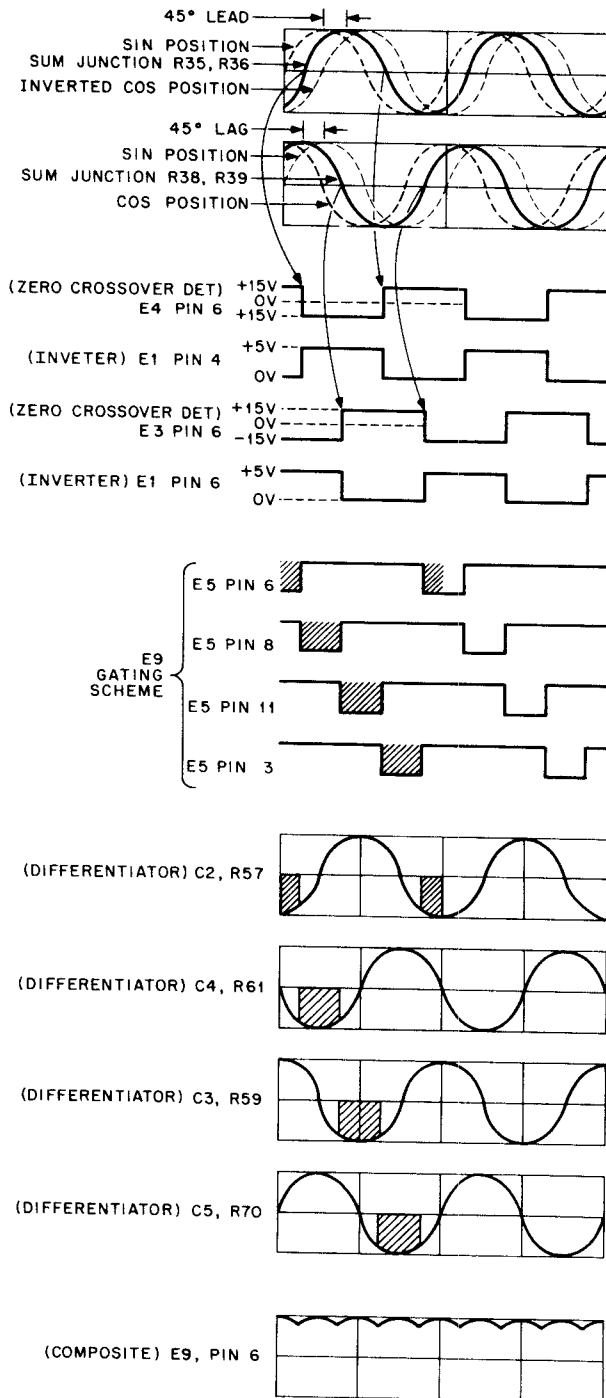 45° LEAD
SIN POSITION
SUM JUNCTION R35, R36
INVERTED COS POSITION
45° LAG
SIN POSITION
SUM JUNCTION R38, R39
COS POSITION
(ZERO CROSSOVER DET) +15V
0V
E4 PIN 6
+15V
+5V
(INVETER) E1 PIN 4
0V
(ZERO CROSSOVER DET) +15V
0V
E3 PIN 6
-15V
+5V
(INVERTER) E1 PIN 6
0V
E5 PIN 6
E5 PIN 8
E9
GATING
SCHEME
E5 PIN 11
E5 PIN 3
(DIFFERENTIATOR) C2, R57
(DIFFERENTIATOR) C4, R61
(DIFFERENTIATOR) C3, R59
(DIFFERENTIATOR) C5, R70
(COMPOSITE) E9, PIN 6